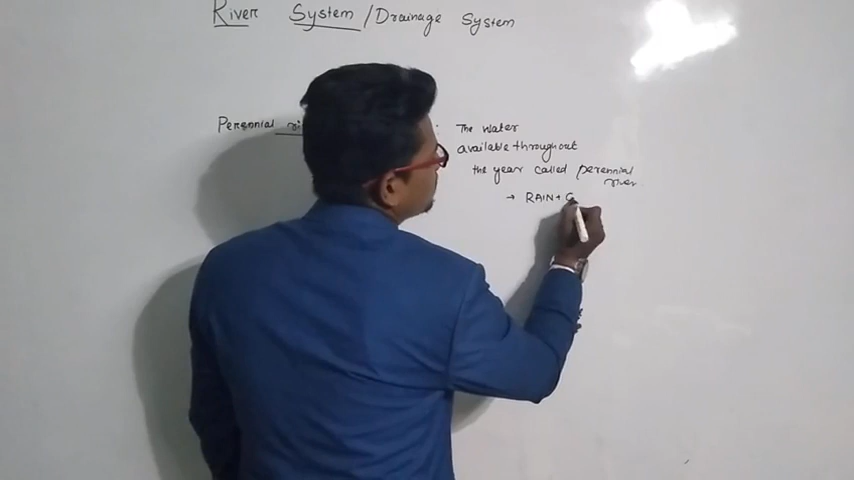 River System/Drainage System
Perennial : The water
available throughout
the year called perennial
river.
→ RAIN + G